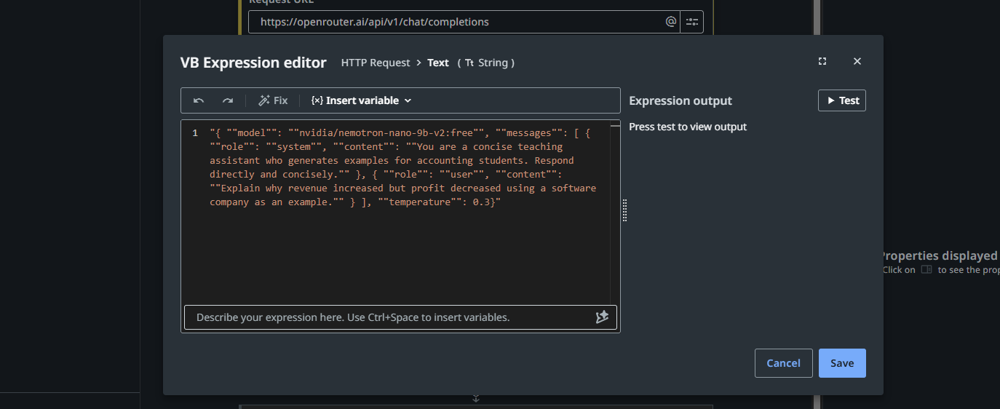 Request URL
https://openrouter.ai/api/v1/chat/completions
VB Expression editor HTTP Request > Text ( Tt String )
Fix {x} Insert variable
Expression output
Test
Press test to view output
1 "{ ""model"": ""nvidia/nemotron-nano-9b-v2:free"", ""messages"": [ {
""role"": ""system"", ""content"": ""You are a concise teaching
assistant who generates examples for accounting students. Respond
directly and concisely."" }, { ""role"": ""user"", ""content"":
""Explain why revenue increased but profit decreased using a software
company as an example."" } ], ""temperature"": 0.3}"
Describe your expression here. Use Ctrl+Space to insert variables.
Cancel Save
Properties displayed
Click on to see the prop